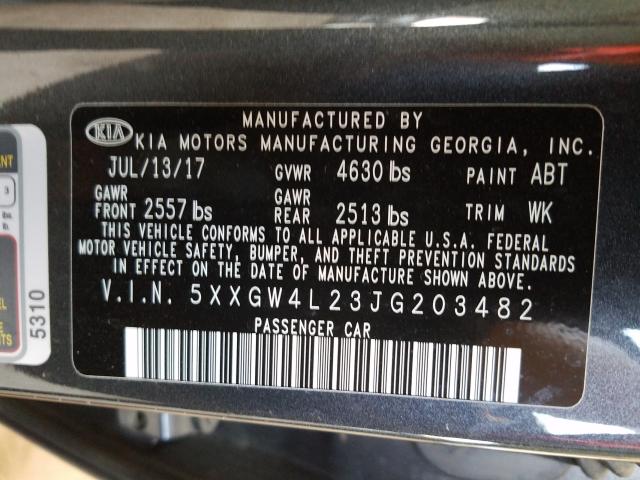 MANUFACTURED BY
KIA KIA MOTORS MANUFACTURING GEORGIA, INC.
JUL/13/17 GVWR 4630 lbs PAINT ABT
GAWR FRONT 2557 lbs GAWR REAR 2513 lbs TRIM WK
THIS VEHICLE CONFORMS TO ALL APPLICABLE U.S.A. FEDERAL
MOTOR VEHICLE SAFETY, BUMPER, AND THEFT PREVENTION STANDARDS
IN EFFECT ON THE DATE OF MANUFACTURE SHOWN ABOVE.
V.I.N. 5XXGW4L23JG203482
PASSENGER CAR
5310
3